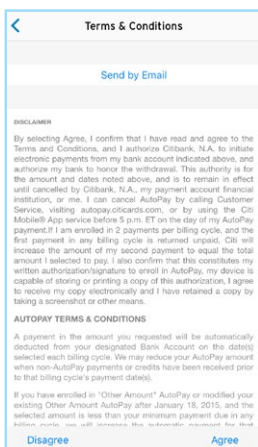 Terms & Conditions
Send by Email
DISCLAIMER
By selecting Agree, I confirm that I have read and agree to the
Terms and Conditions, and I authorize Citibank, N.A. to initiate
electronic payments from my bank account indicated above, and
authorize my bank to honor the withdrawal. This authority is for
the amount and dates noted above, and is to remain in effect
until cancelled by Citibank, N.A., my payment account financial
institution, or me. I can cancel AutoPay by calling Customer
Service, visiting autopay.citicards.com, or by using the Citi
Mobile® App service before 5 p.m. ET on the day of my AutoPay
payment.If I am enrolled in 2 payments per billing cycle, and the
first payment in any billing cycle is returned unpaid, Citi will
increase the amount of my second payment to equal the total
amount I selected to pay, I also confirm that this constitutes my
written authorization/signature to enroll in AutoPay, my device is
capable of storing or printing a copy of this authorization, I agree
to receive my copy electronically and I have retained a copy by
taking a screenshot or other means.
AUTOPAY TERMS & CONDITIONS
A payment in the amount you requested will be automatically
deducted from your designated Bank Account on the date(s)
selected each billing cycle. We may reduce your AutoPay amount
when non-AutoPay payments or credits have been received prior
to that billing cycle's payment date(s).
If you have enrolled in "Other Amount" AutoPay or modified your
existing Other Amount AutoPay after January 18, 2015, and the
selected amount is less than your minimum payment due in any
billing cycle, we will increase the automatic payment for that
Disagree
Agree